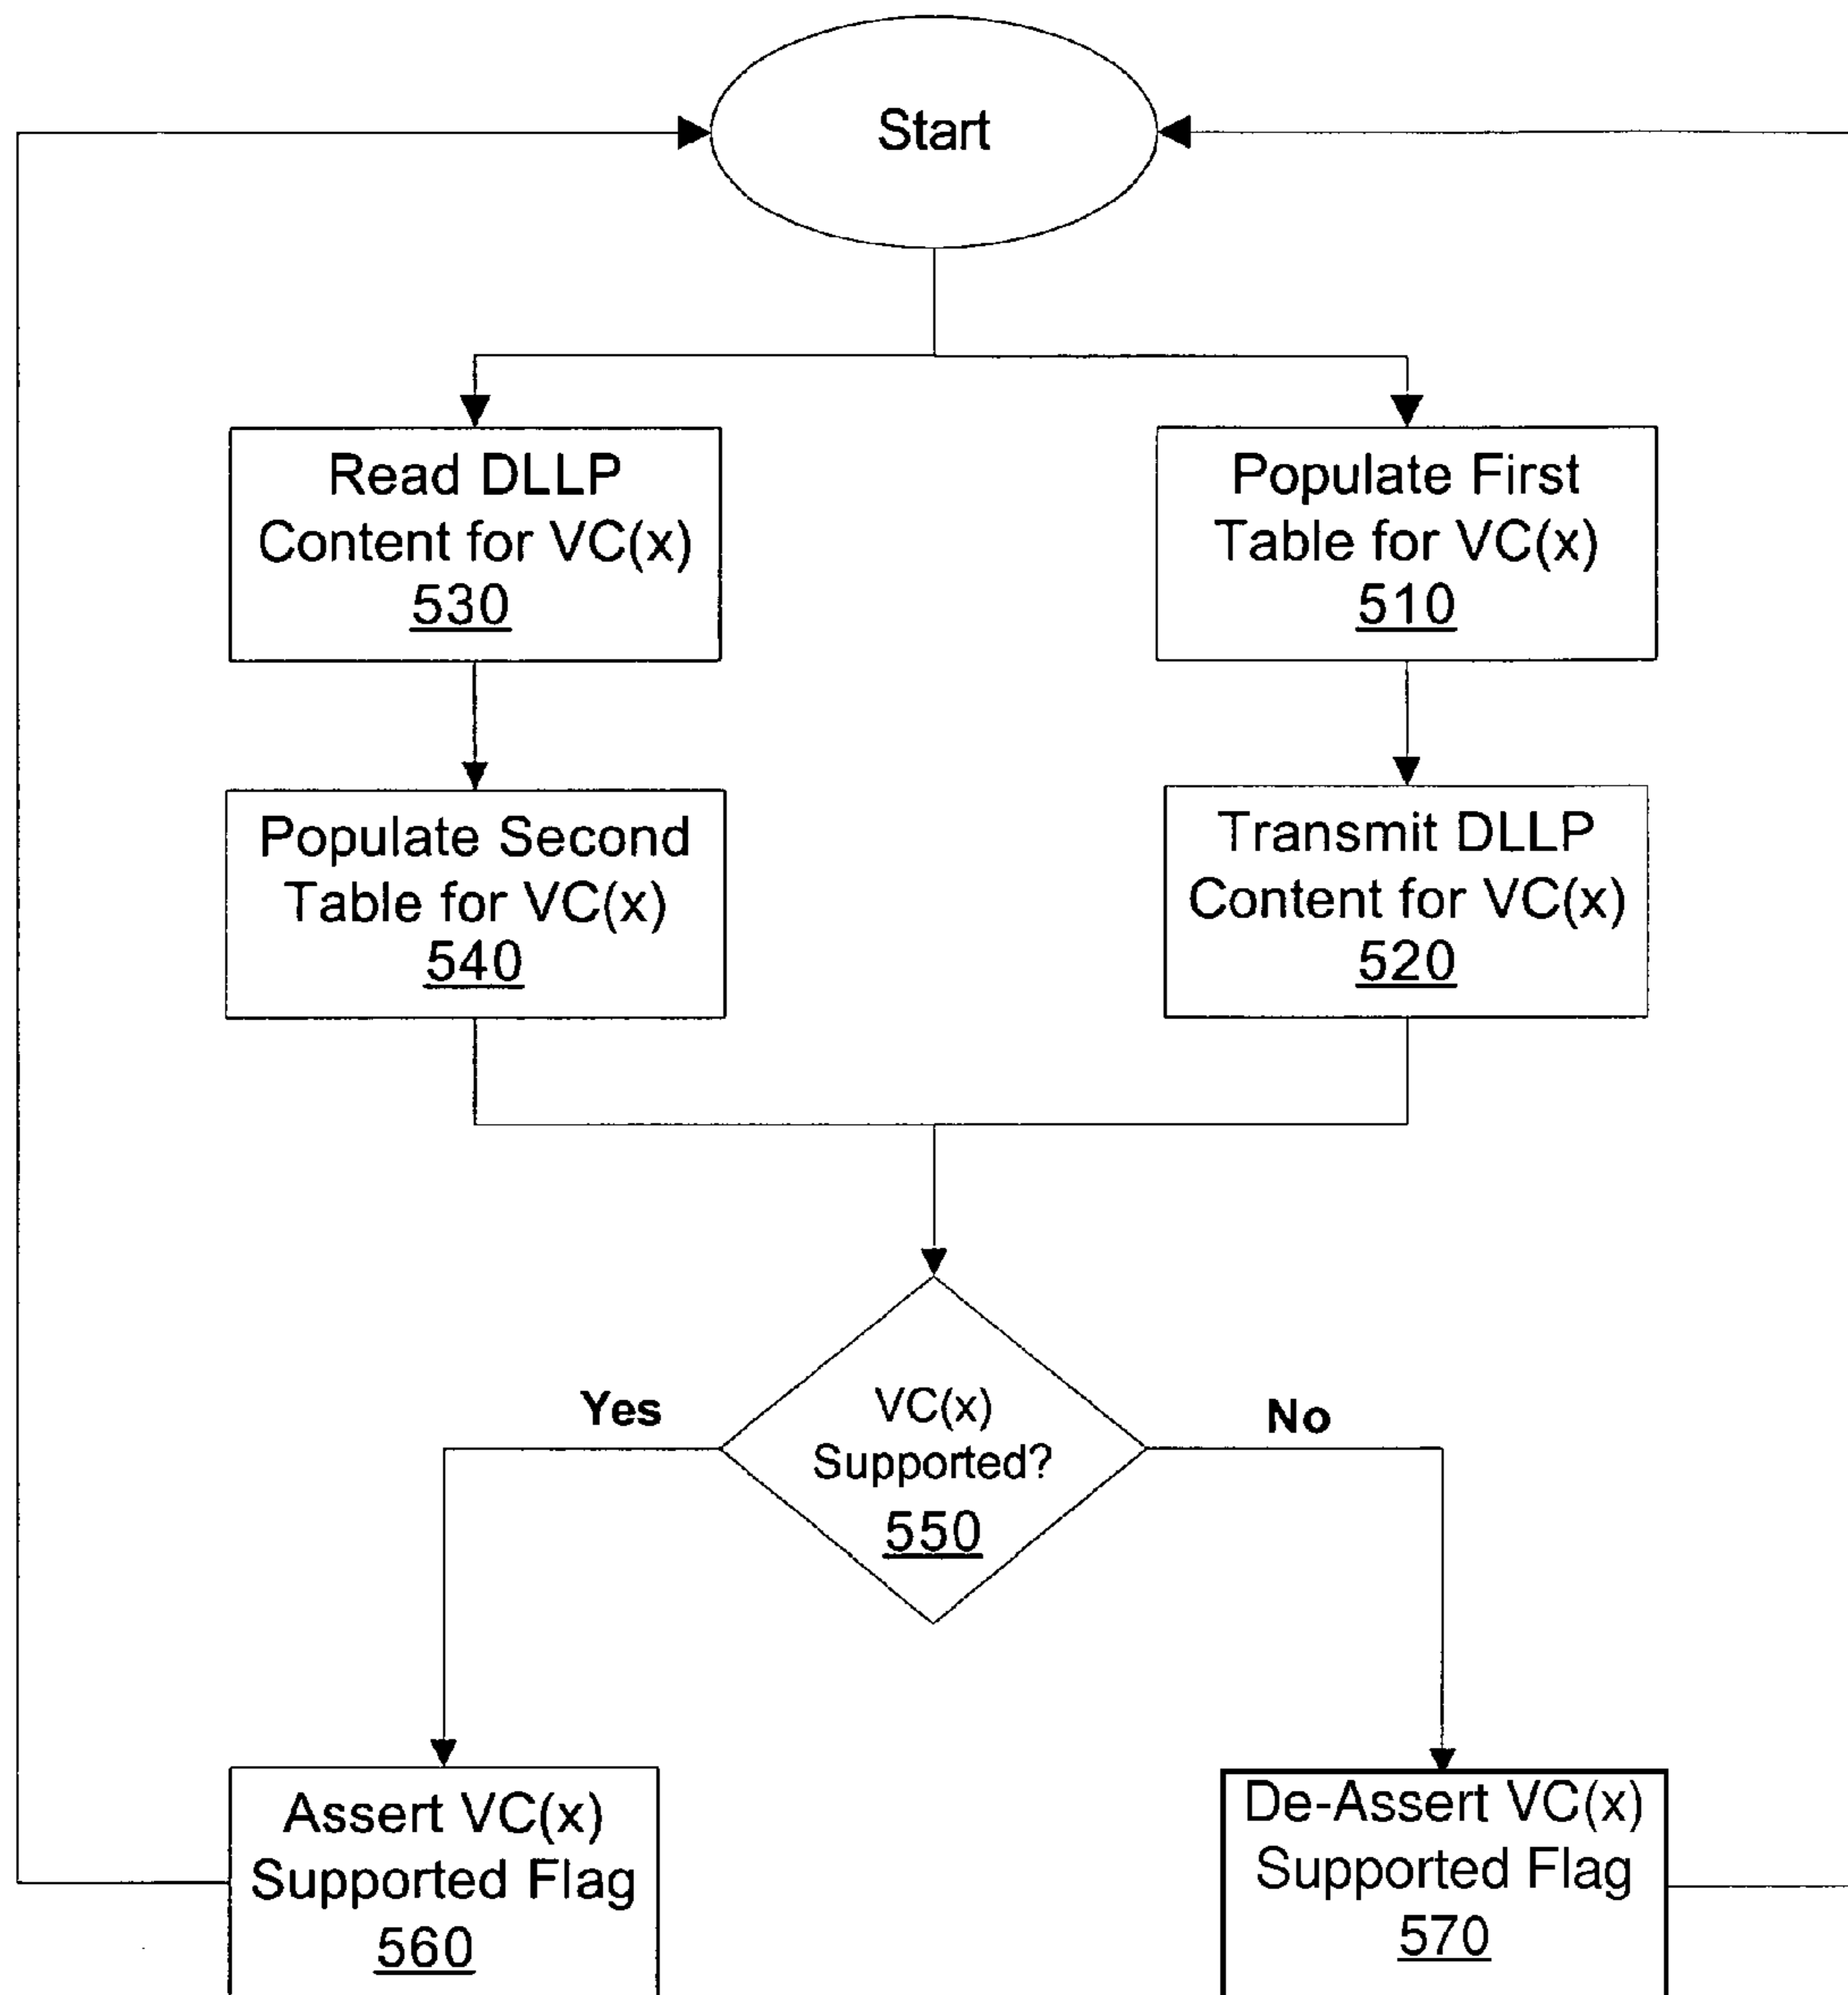 Start
Read DLLP
Content for VC(x)
530
Populate First
Table for VC(x)
510
Populate Second
Table for VC(x)
540
Transmit DLLP
Content for VC(x)
520
Yes
VC(x)
Supported?
550
No
Assert VC(x)
Supported Flag
560
De-Assert VC(x)
Supported Flag
570